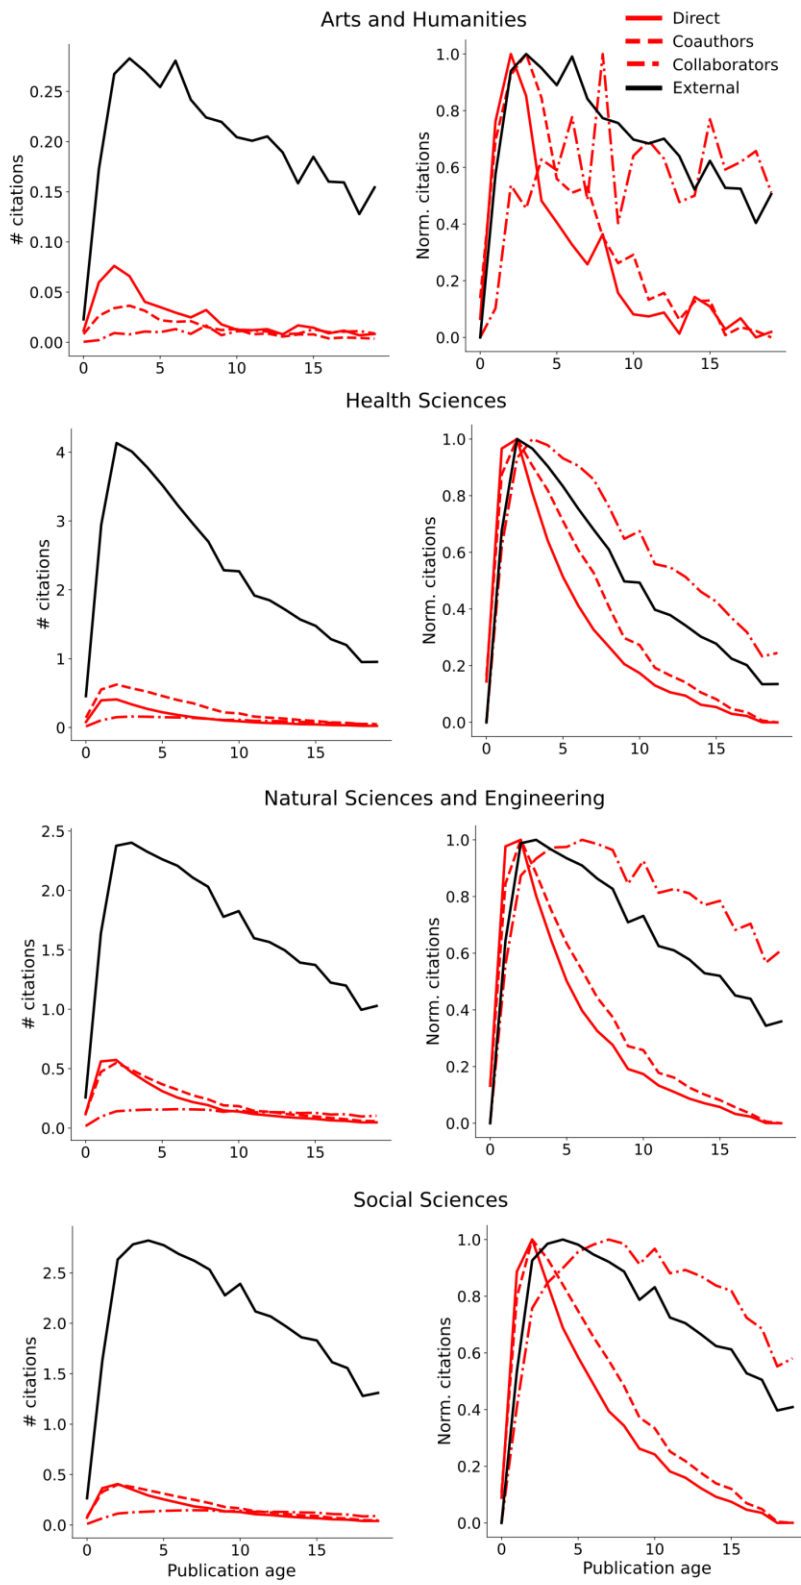 Arts and Humanities
Direct
Coauthors
Collaborators
External
# citations
0.25
0.20
0.15
0.10
0.05
0.00
0 5 10 15
Norm. citations
1.0
0.8
0.6
0.4
0.2
0.0
0 5 10 15
Health Sciences
# citations
4
3
2
1
0
0 5 10 15
Norm. citations
1.0
0.8
0.6
0.4
0.2
0.0
0 5 10 15
Natural Sciences and Engineering
# citations
2.5
2.0
1.5
1.0
0.5
0.0
0 5 10 15
Norm. citations
1.0
0.8
0.6
0.4
0.2
0.0
0 5 10 15
Social Sciences
# citations
3.0
2.5
2.0
1.5
1.0
0.5
0.0
0 5 10 15
Publication age
Norm. citations
1.0
0.8
0.6
0.4
0.2
0.0
0 5 10 15
Publication age